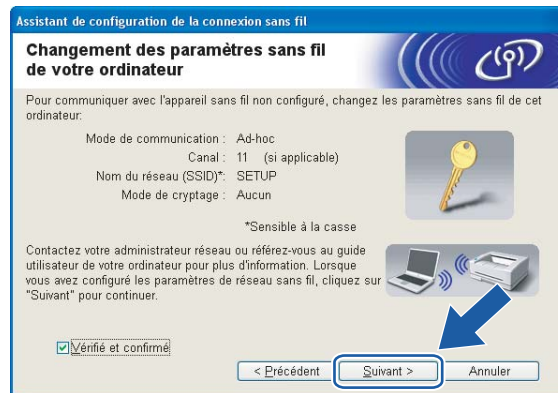 Assistant de configuration de la connexion sans fil
Changement des paramètres sans fil
de votre ordinateur
Pour communiquer avec l'appareil sans fil non configuré, changez les paramètres sans fil de cet
ordinateur:
Mode de communication : Ad-hoc
Canal : 11 (si applicable)
Nom du réseau (SSID)*: SETUP
Mode de cryptage : Aucun
*Sensible à la casse
Contactez votre administrateur réseau ou référez-vous au guide
utilisateur de votre ordinateur pour plus d'information. Lorsque
vous avez configuré les paramètres de réseau sans fil, cliquez sur
"Suivant" pour continuer.
Vérifié et confirmé
< Précédent Suivant > Annuler